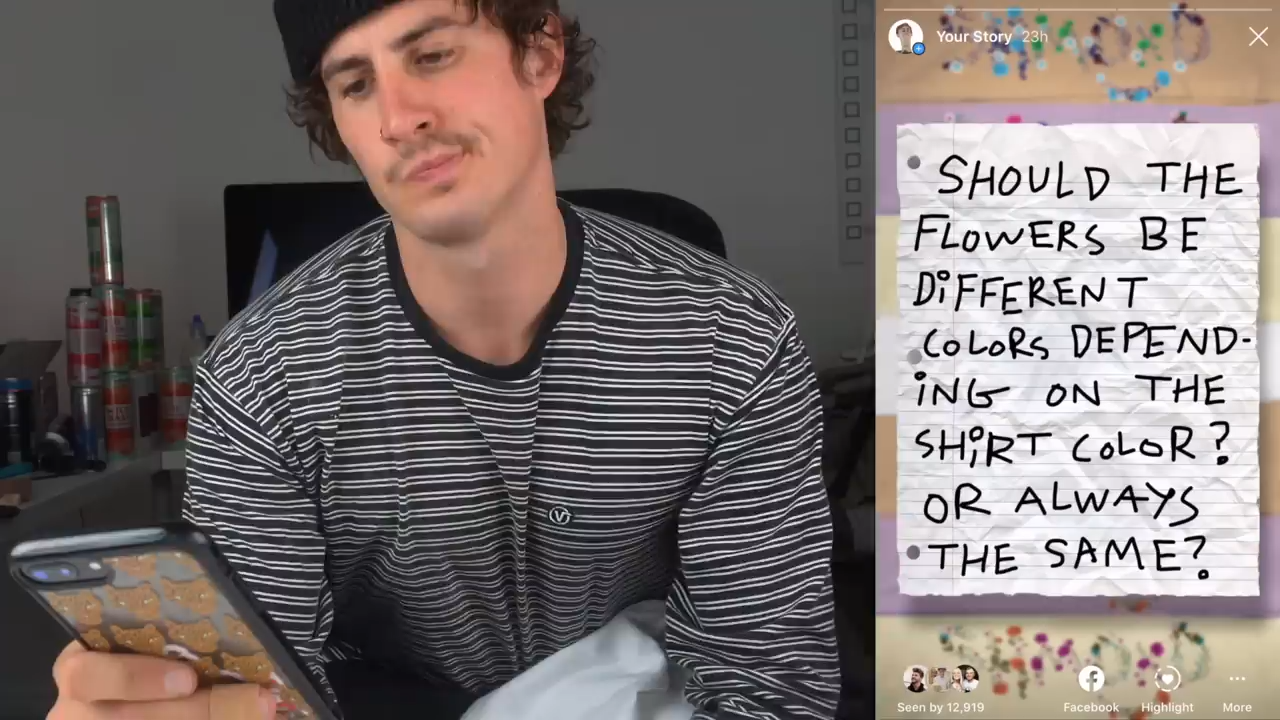 Your Story 23h
SHOULD THE
FLOWERS BE
DIFFERENT
COLORS DEPEND-
ING ON THE
SHIRT COLOR?
OR ALWAYS
THE SAME?
Seen by 12,919
Facebook
Highlight
More